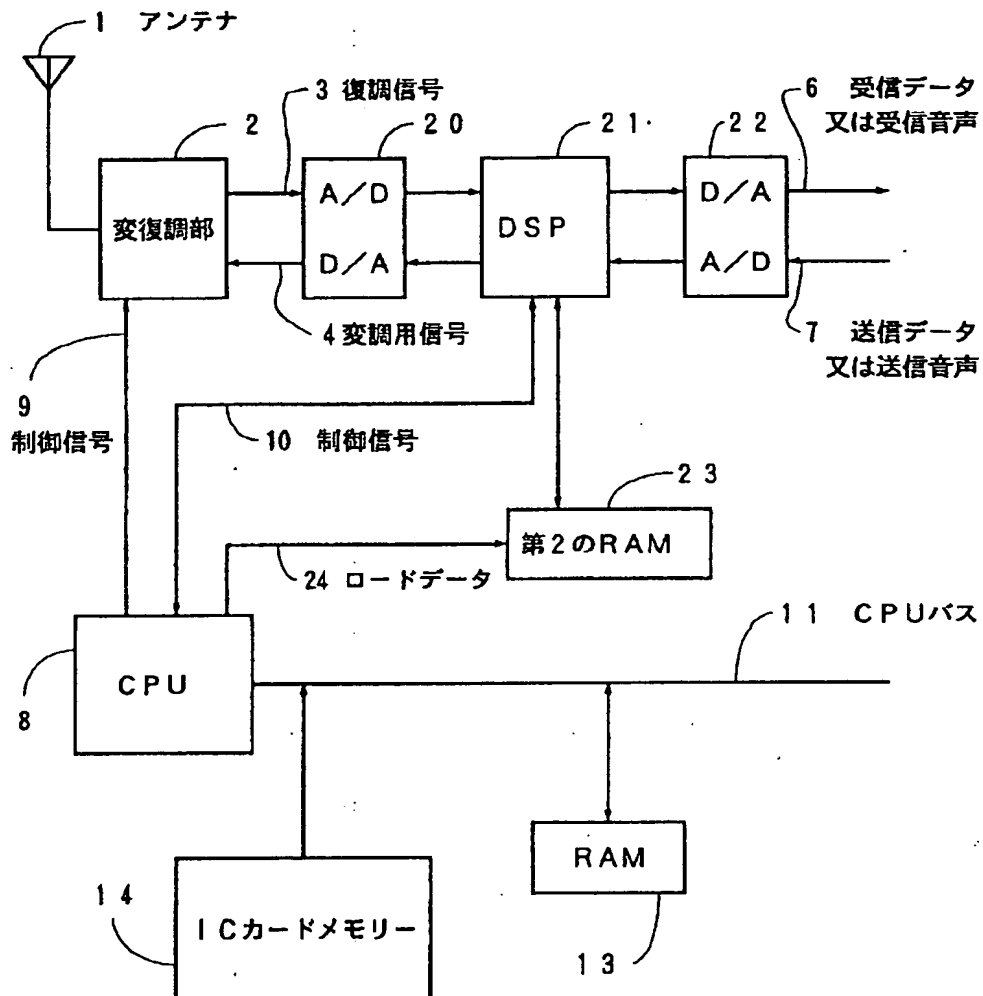 1 アンテナ
3 復調信号
2
20
21
22
6 受信データ
又は受信音声
変復調部
A/D
D/A
DSP
D/A
A/D
4 変調用信号
7 送信データ
又は送信音声
9
制御信号
10 制御信号
23
第2のRAM
24 ロードデータ
11 CPUバス
CPU
8
RAM
14
ICカードメモリー
13